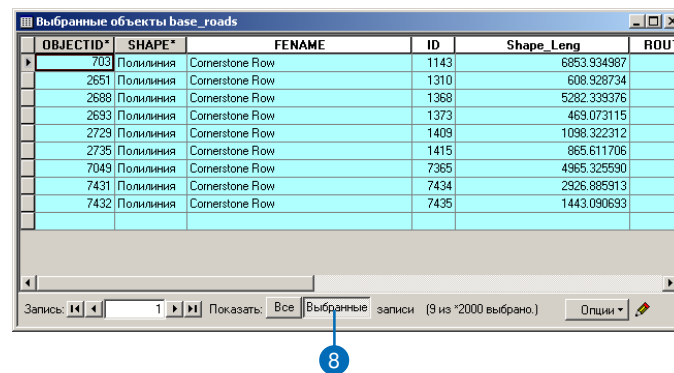 Выбранные объекты base_roads
OBJECTID* SHAPE* FENAME ID Shape_Leng ROU
703 Полилиния Cornerstone Row 1143 6853.934987
2651 Полилиния Cornerstone Row 1310 608.928734
2688 Полилиния Cornerstone Row 1368 5282.339376
2693 Полилиния Cornerstone Row 1373 469.073115
2729 Полилиния Cornerstone Row 1409 1098.322312
2735 Полилиния Cornerstone Row 1415 865.611706
7049 Полилиния Cornerstone Row 7365 4965.325590
7431 Полилиния Cornerstone Row 7434 2926.885913
7432 Полилиния Cornerstone Row 7435 1443.090693
Запись: 1 Показать: Все Выбранные записи (9 из *2000 выбрано.) Опции
8